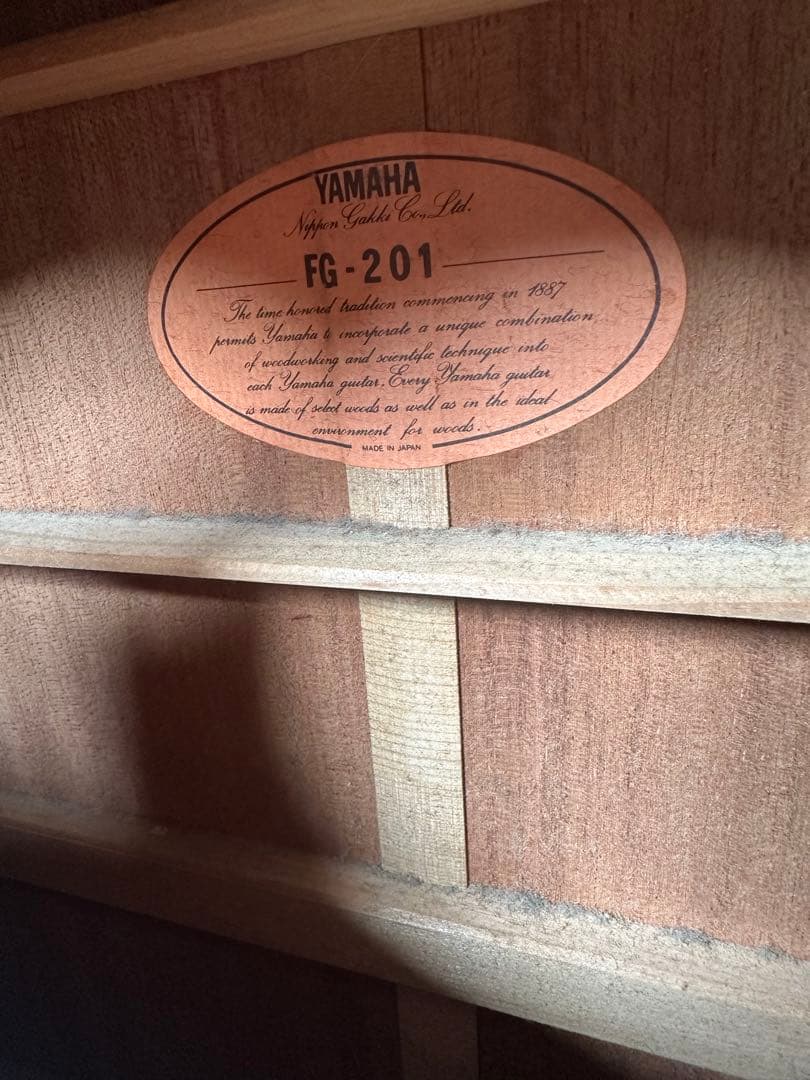 YAMAHA
Nippon Gakki Co., Ltd.
FG-201
The time honored tradition commencing in 1887
permits Yamaha to incorporate a unique combination
of woodworking and scientific technique into
each Yamaha guitar. Every Yamaha guitar
is made of select woods as well as in the ideal
environment for woods.
MADE IN JAPAN